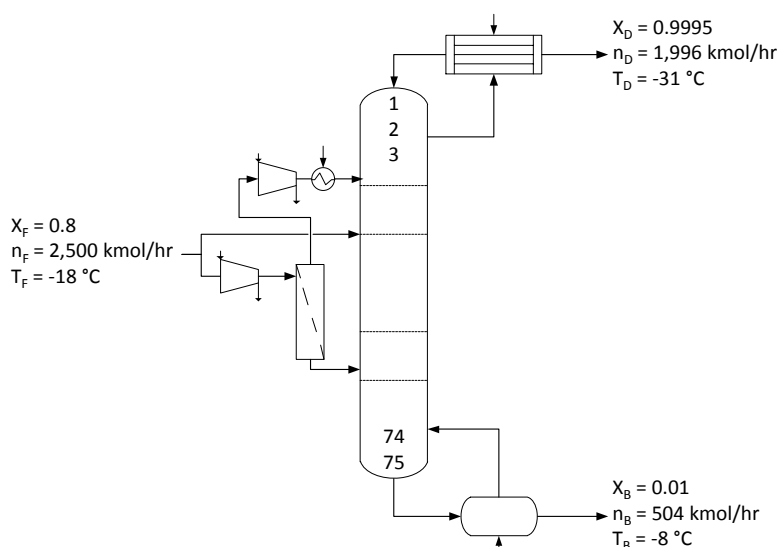 X_D = 0.9995
n_D = 1,996 kmol/hr
T_D = -31 °C
1
2
3
X_F = 0.8
n_F = 2,500 kmol/hr
T_F = -18 °C
74
75
X_B = 0.01
n_B = 504 kmol/hr
T_B = -8 °C